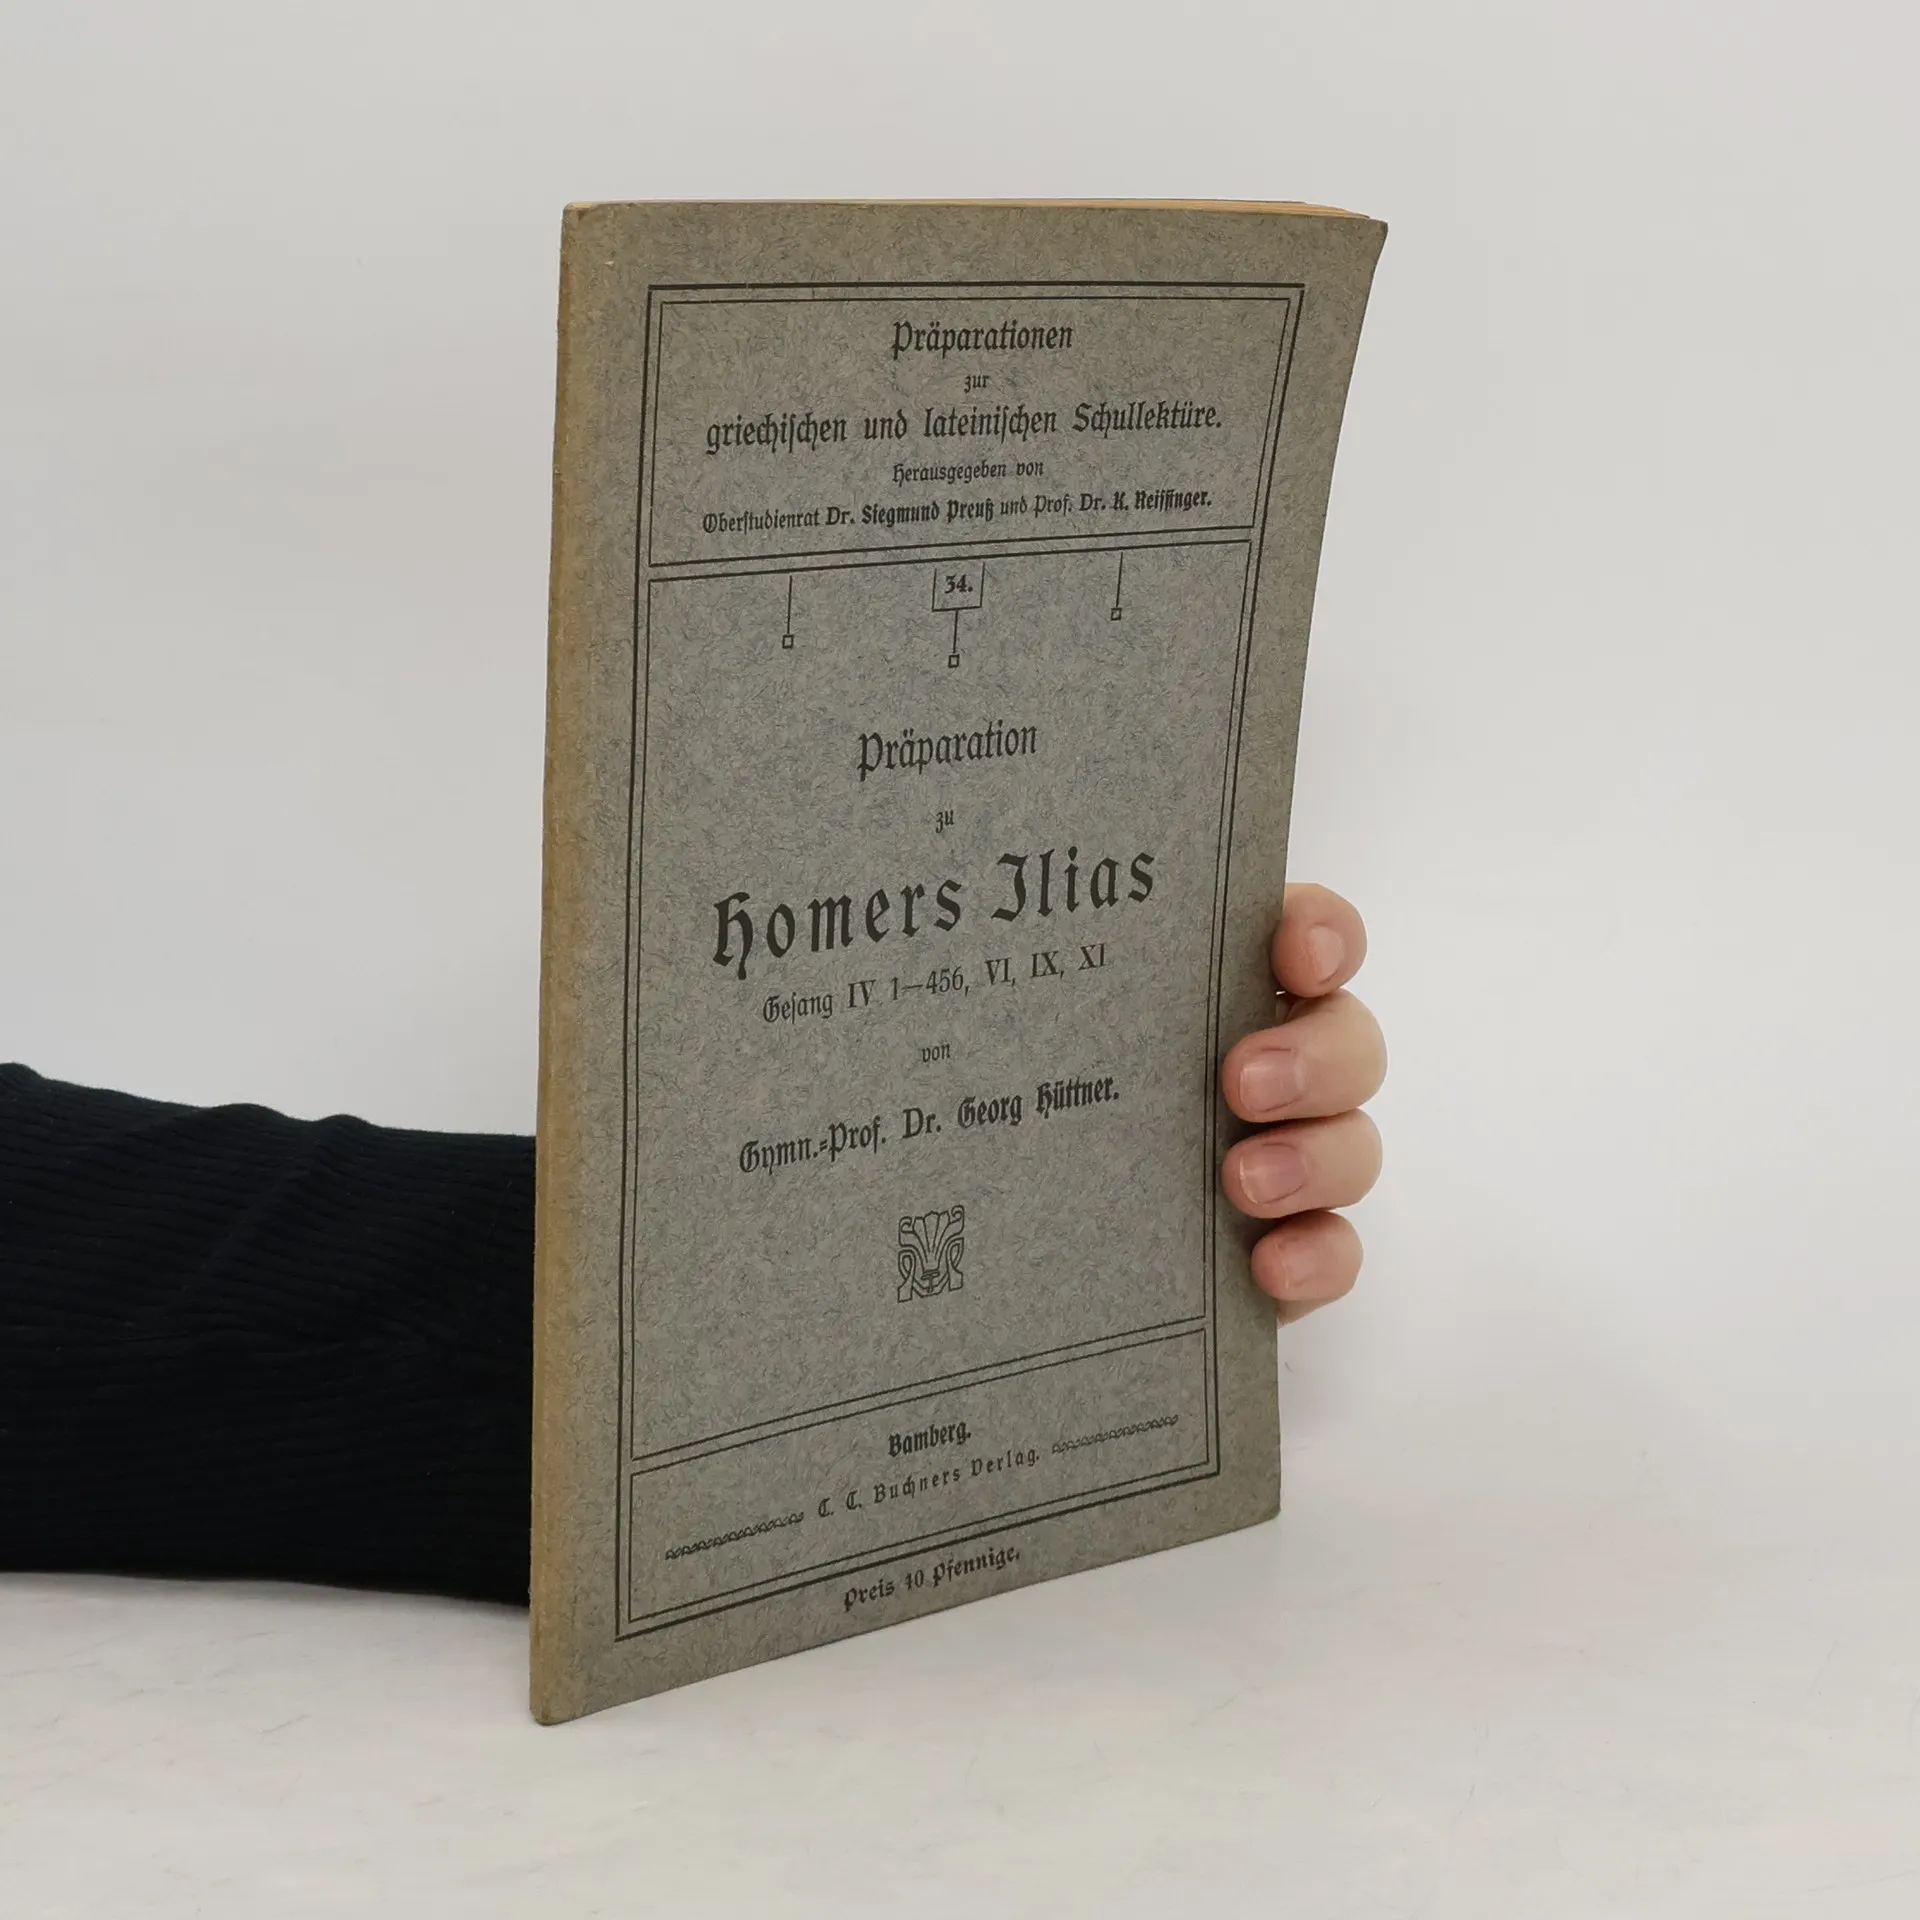 Präparationen
zur
griechiſchen und lateiniſchen Schullektüre.
Herausgegeben von
Oberſtudienrat Dr. Siegmund Preuß und Prof. Dr. K. Reiſſinger.
34.
Präparation
zu
Homers Ilias
Geſang IV 1—456, VI, IX, XI
von
Gymn.=Prof. Dr. Georg Hüttner.
Bamberg.
C. C. Buchners Verlag.
Preis 40 Pfennige.